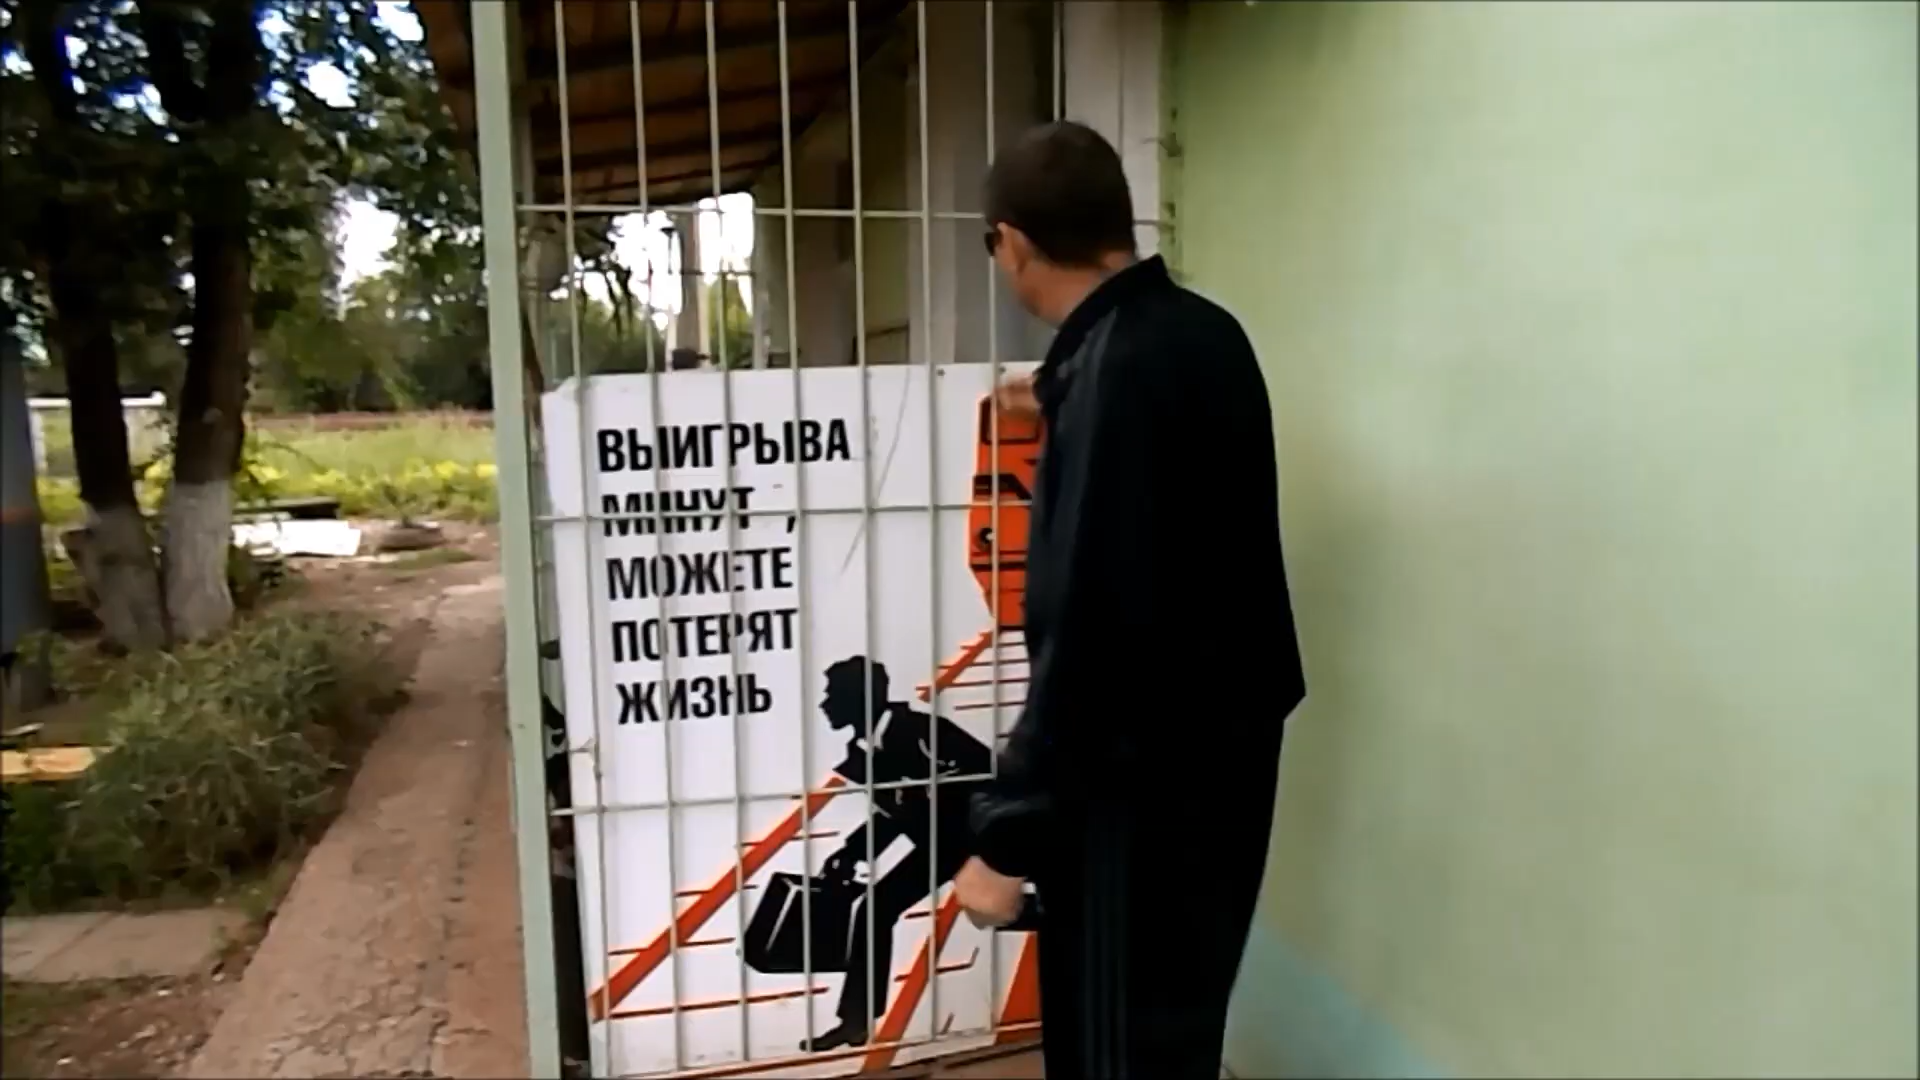 ВЫИГРЫВА
МИНУТ ,
МОЖЕТЕ
ПОТЕРЯТ
ЖИЗНЬ